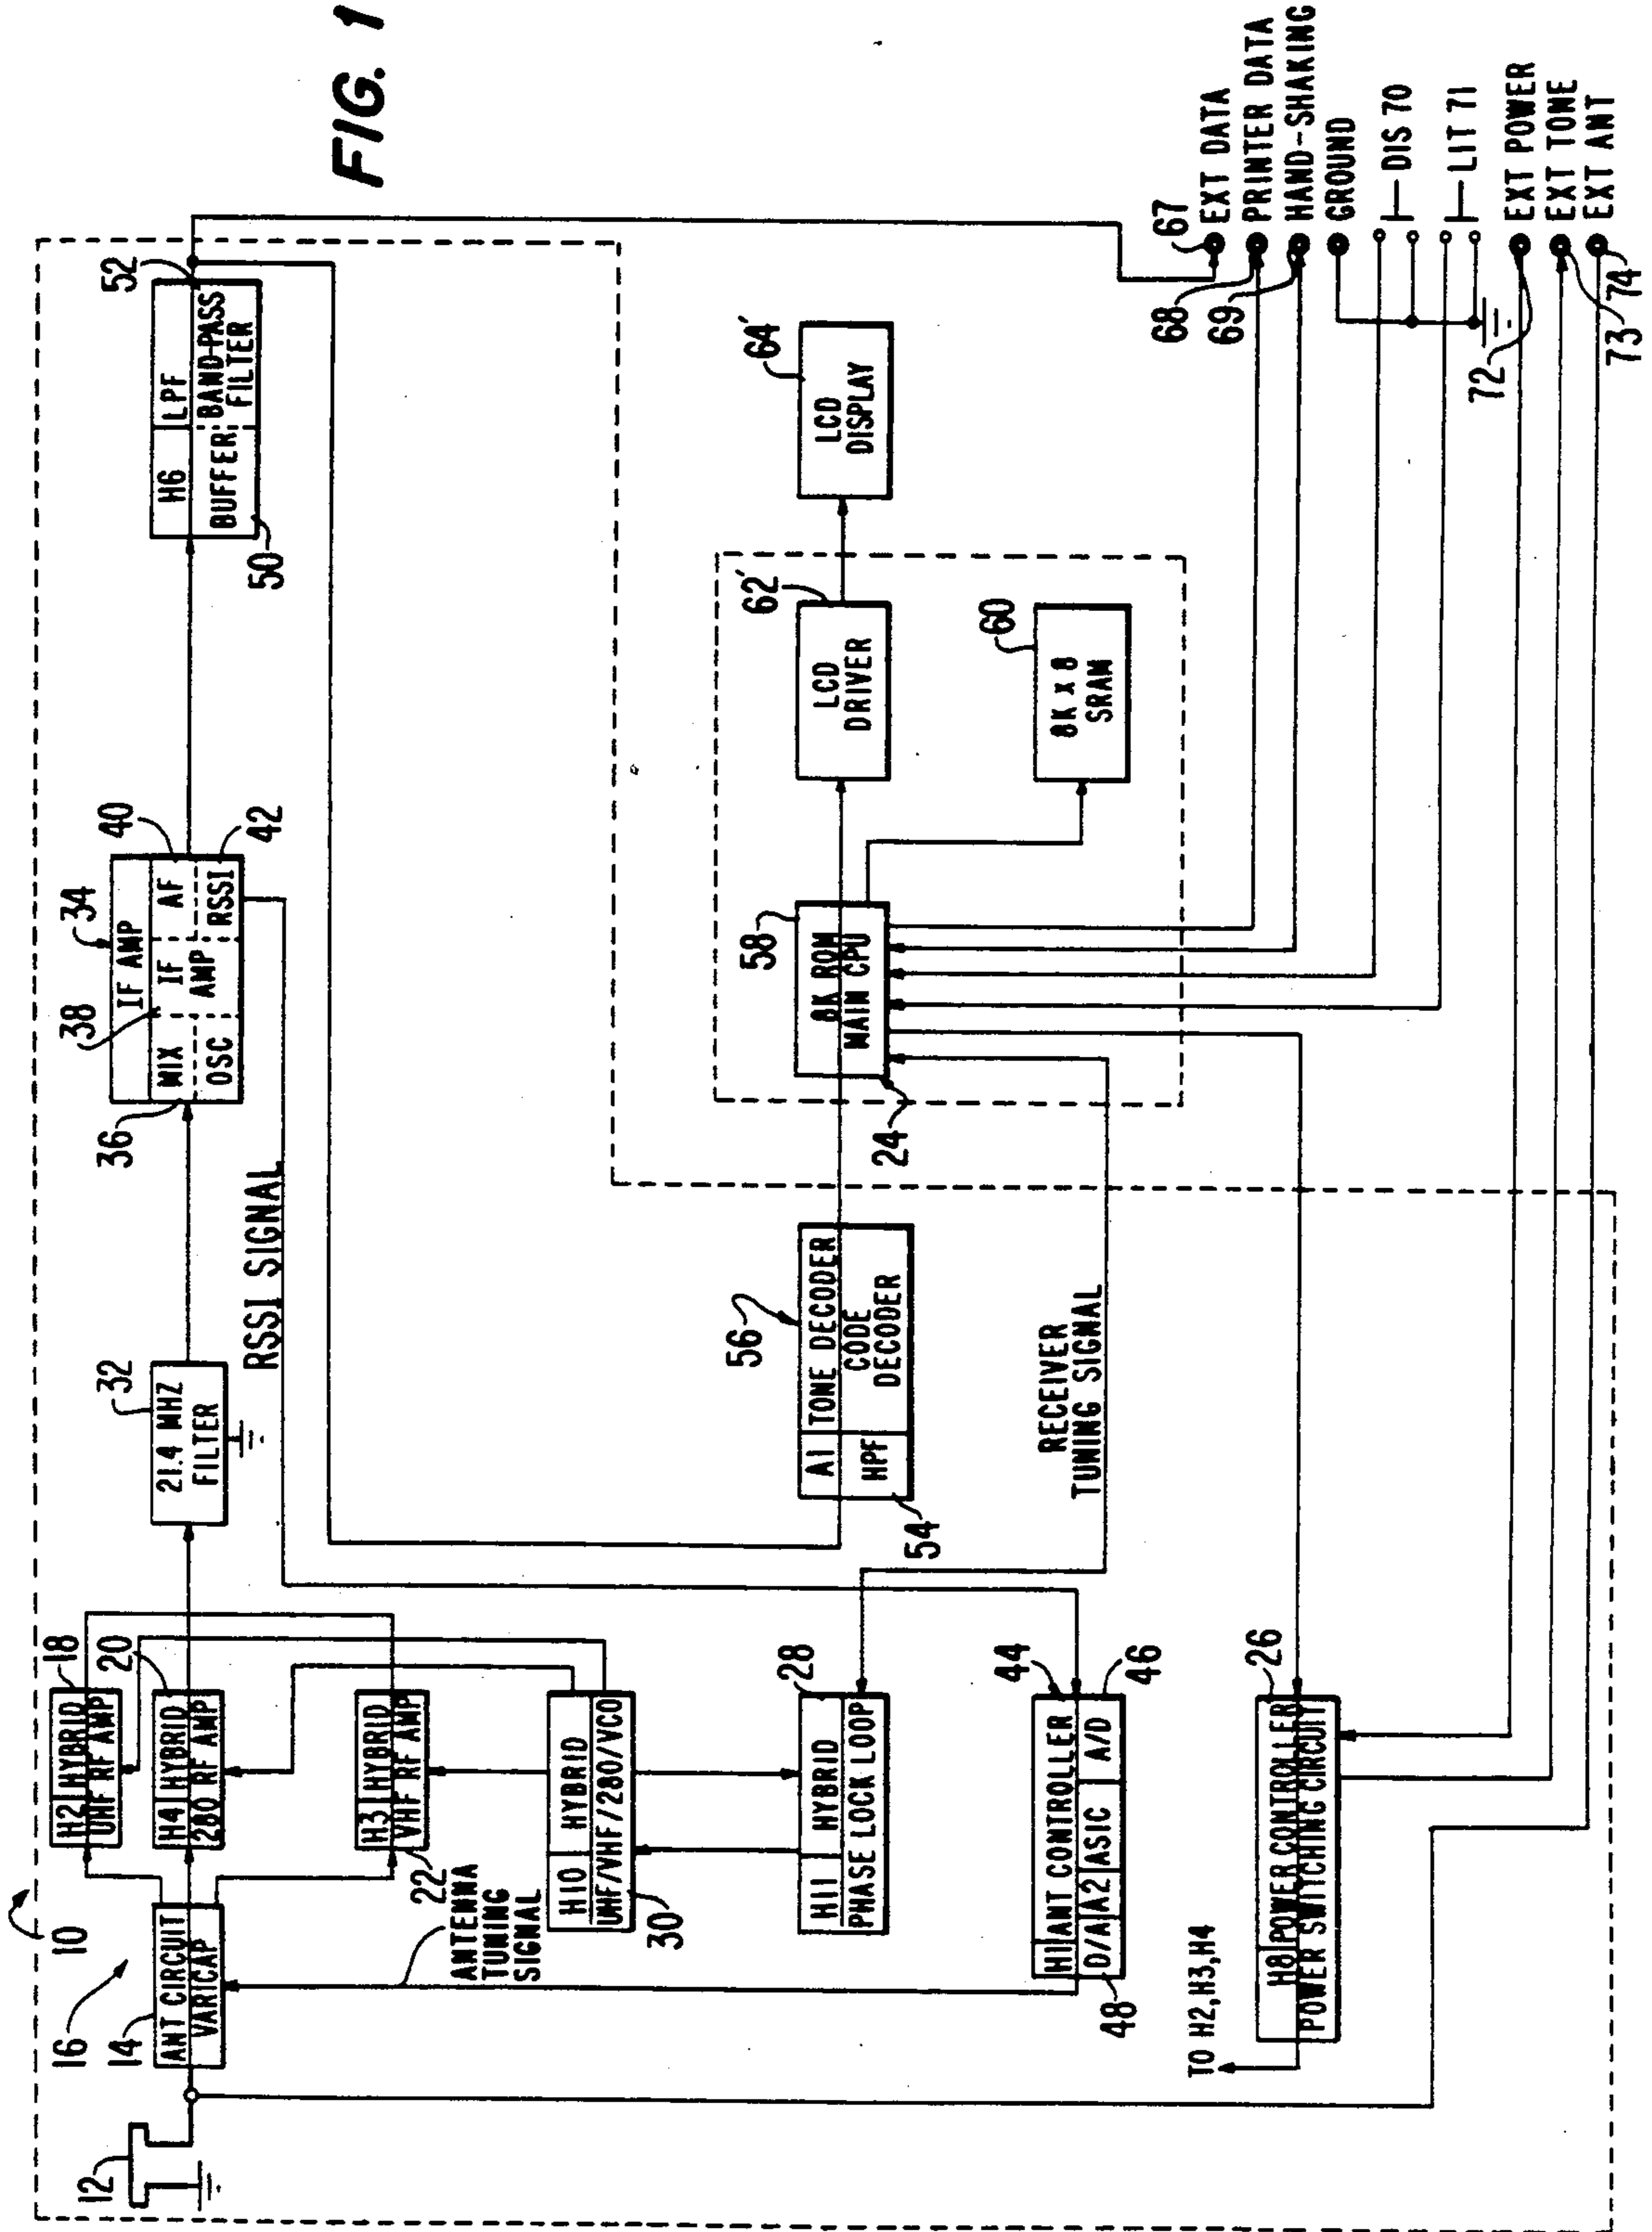 FIG. 1
10
12
16
14
ANT CIRCUIT
VARICAP
18
H2 HYBRID
UHF RF AMP
20
H4 HYBRID
280 RF AMP
22
H3 HYBRID
VHF RF AMP
32
21.4 MHZ
FILTER
34
IF AMP
36
38
40
42
MIX
OSC
IF
AMP
AF
RSSI
RSSI SIGNAL
50
52
H6 LPF
BUFFER
BAND-PASS
FILTER
ANTENNA
TUNING
SIGNAL
30
H10 HYBRID
UHF/VHF/280/VCO
28
H11 HYBRID
PHASE LOCK LOOP
44
46
48
H1 ANT CONTROLLER
D/A A2 ASIC A/D
26
H8 POWER CONTROLLER
POWER SWITCHING CIRCUIT
TO H2,H3,H4
54
56
A1 TONE DECODER
HPF
CODE
DECODER
RECEIVER
TUNING SIGNAL
24
58
8K ROM
MAIN CPU
62'
LCD
DRIVER
64'
LCD
DISPLAY
60
8K x 8
SRAM
67
EXT DATA
68
PRINTER DATA
69
HAND-SHAKING
GROUND
DIS 70
LIT 71
72
EXT POWER
73
EXT TONE
74
EXT ANT